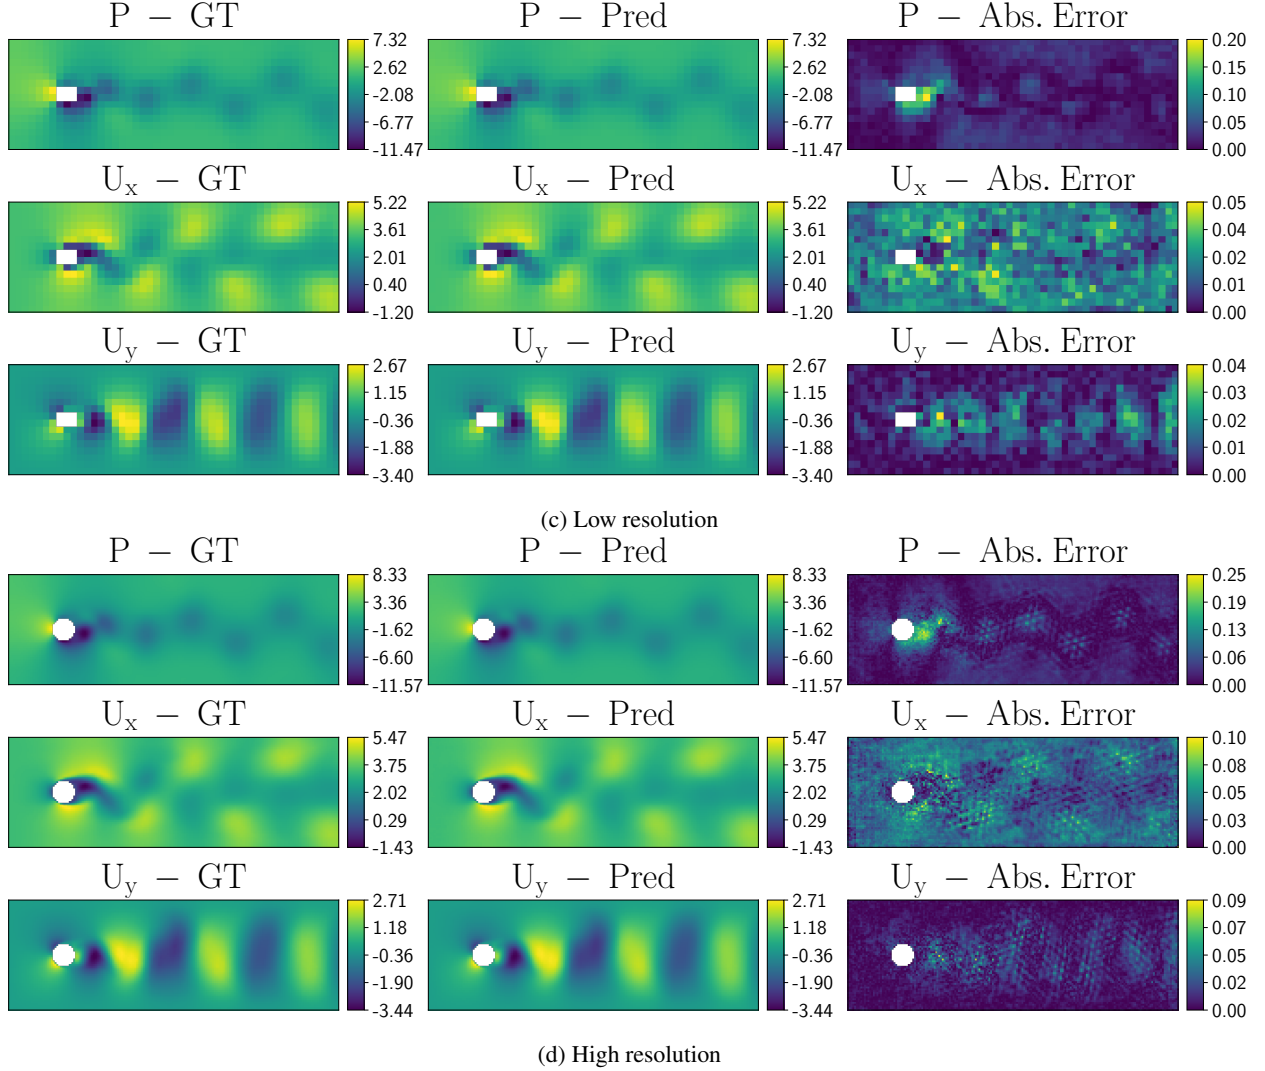 P − GT P − Pred P − Abs. Error
7.32 7.32 0.20
2.62 2.62 0.15
-2.08 -2.08 0.10
-6.77 -6.77 0.05
-11.47 -11.47 0.00
Ux − GT Ux − Pred Ux − Abs. Error
5.22 5.22 0.05
3.62 3.62 0.04
2.01 2.01 0.02
0.40 0.40 0.01
-1.20 -1.20 0.00
Uy − GT Uy − Pred Uy − Abs. Error
2.67 2.67 0.04
1.15 1.15 0.03
-0.36 -0.36 0.02
-1.88 -1.88 0.01
-3.40 -3.40 0.00
(c) Low resolution
P − GT P − Pred P − Abs. Error
8.33 8.33 0.25
3.36 3.36 0.19
-1.62 -1.62 0.13
-6.60 -6.60 0.06
-11.57 -11.57 0.00
Ux − GT Ux − Pred Ux − Abs. Error
5.47 5.47 0.10
3.75 3.75 0.08
2.02 2.02 0.05
0.29 0.29 0.03
-1.43 -1.43 0.00
Uy − GT Uy − Pred Uy − Abs. Error
2.71 2.71 0.09
1.18 1.18 0.07
-0.36 -0.36 0.05
-1.90 -1.90 0.02
-3.44 -3.44 0.00
(d) High resolution